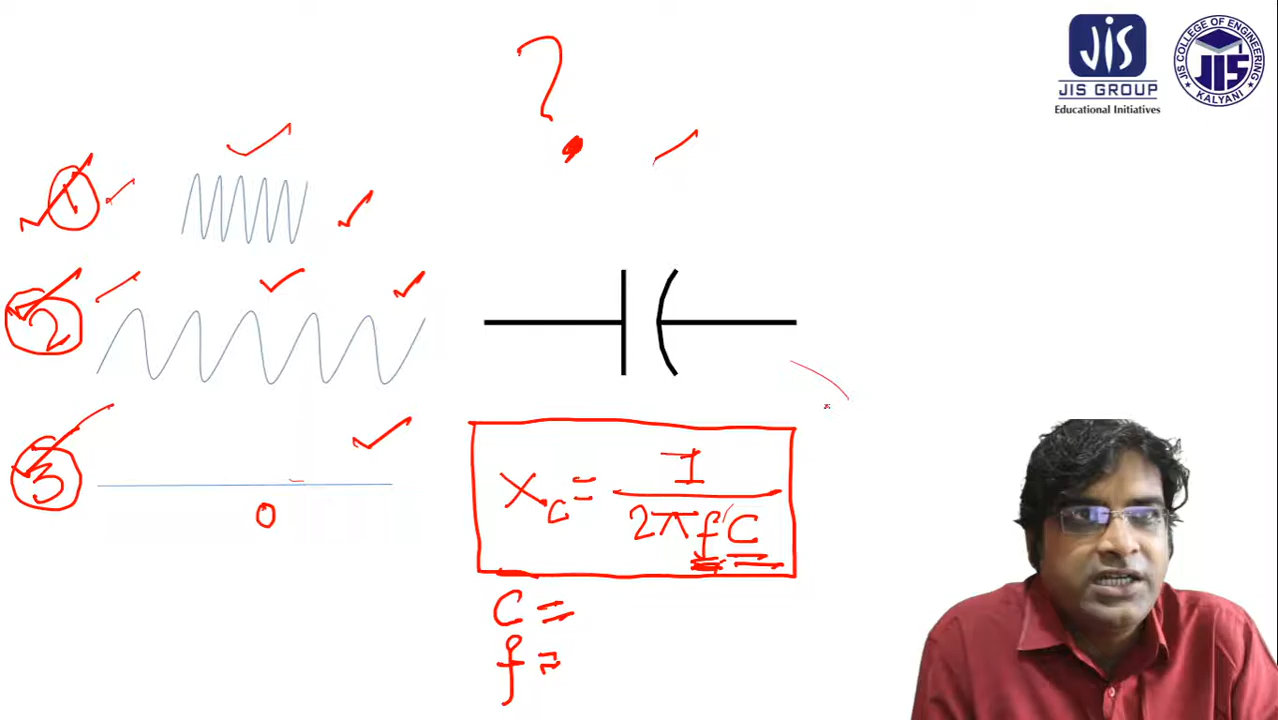 JIS
JIS GROUP
Educational Initiatives
JIS COLLEGE OF ENGINEERING
JIS
KALYANI
?
1
2
3
0
X_C = 1 / 2πfC
C =
f =